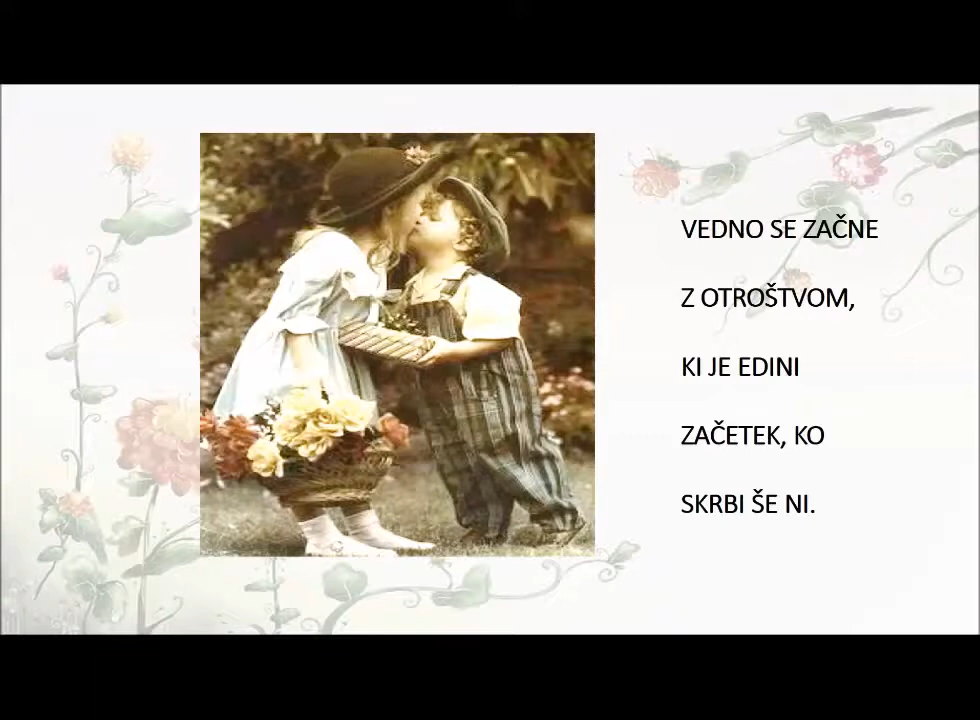 VEDNO SE ZAČNE
Z OTROŠTVOM,
KI JE EDINI
ZAČETEK, KO
SKRBI ŠE NI.